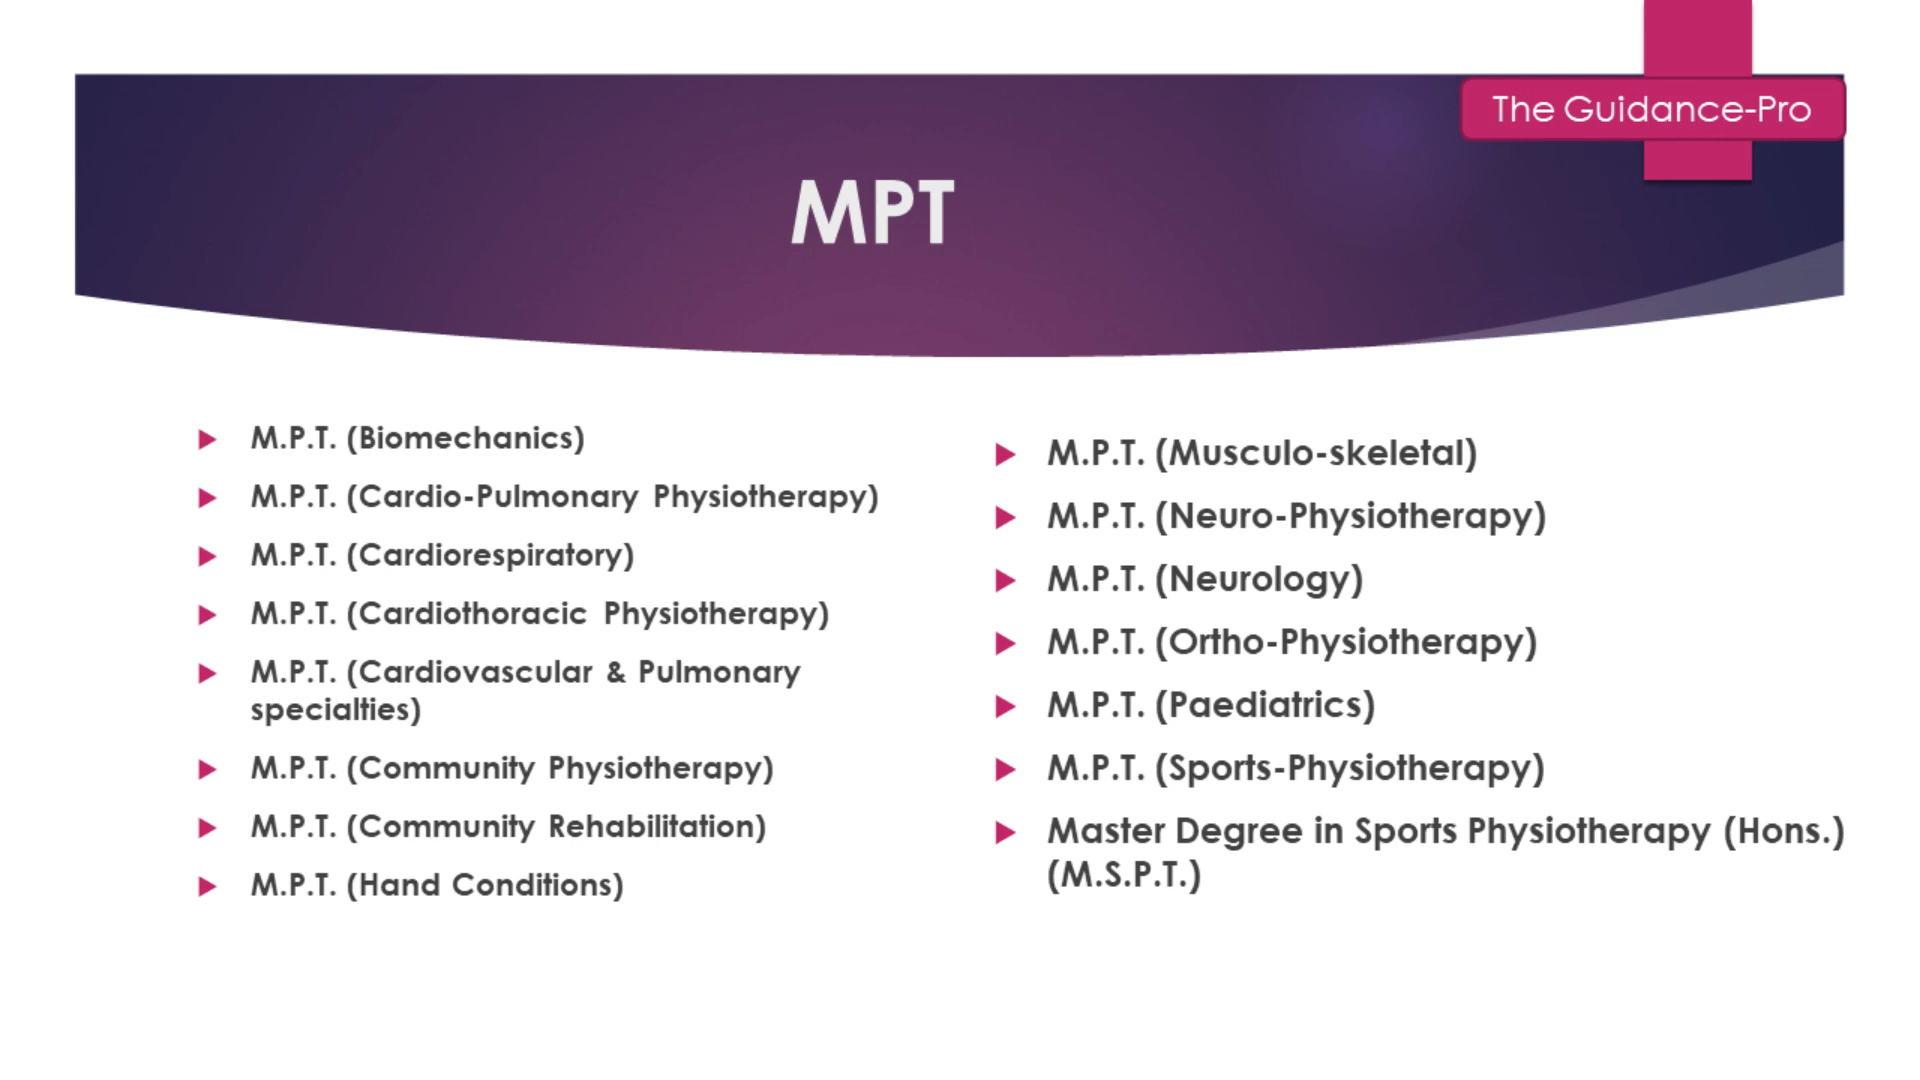 The Guidance-Pro
MPT
M.P.T. (Biomechanics)
M.P.T. (Cardio-Pulmonary Physiotherapy)
M.P.T. (Cardiorespiratory)
M.P.T. (Cardiothoracic Physiotherapy)
M.P.T. (Cardiovascular & Pulmonary
specialties)
M.P.T. (Community Physiotherapy)
M.P.T. (Community Rehabilitation)
M.P.T. (Hand Conditions)
M.P.T. (Musculo-skeletal)
M.P.T. (Neuro-Physiotherapy)
M.P.T. (Neurology)
M.P.T. (Ortho-Physiotherapy)
M.P.T. (Paediatrics)
M.P.T. (Sports-Physiotherapy)
Master Degree in Sports Physiotherapy (Hons.)
(M.S.P.T.)